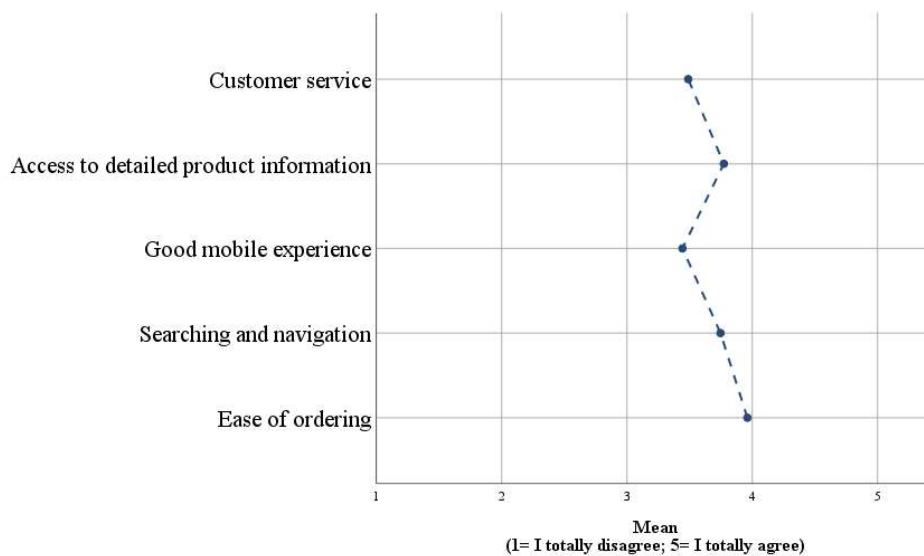 Customer service
Access to detailed product information
Good mobile experience
Searching and navigation
Ease of ordering
1 2 3 4 5
Mean
(1= I totally disagree; 5= I totally agree)